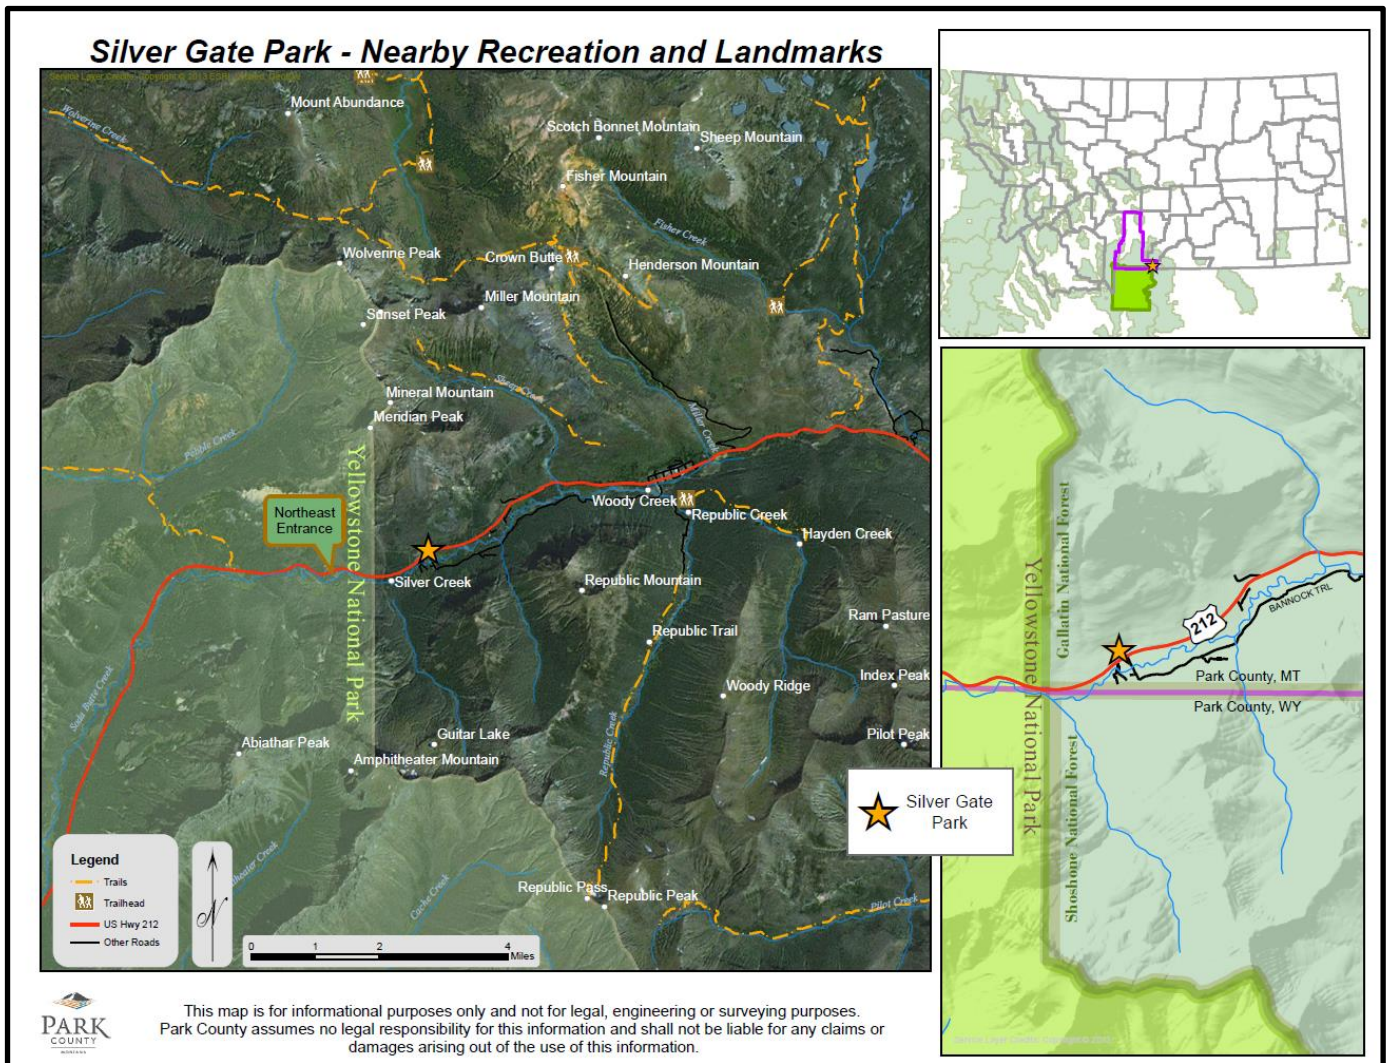 Silver Gate Park - Nearby Recreation and Landmarks
Mount Abundance
Wolverine Creek
Scotch Bonnet Mountain
Sheep Mountain
Fisher Mountain
Fisher Creek
Wolverine Peak
Crown Butte
Henderson Mountain
Miller Mountain
Sunset Peak
Mineral Mountain
Meridian Peak
Miller Creek
Pebble Creek
Yellowstone National Park
Northeast
Entrance
Woody Creek
Republic Creek
Hayden Creek
Silver Creek
Republic Mountain
Ram Pasture
Republic Trail
Index Peak
Woody Ridge
Soda Butte Creek
Republic Creek
Pilot Peak
Guitar Lake
Abiathar Peak
Amphitheater Mountain
Cache Creek
Republic Pass
Republic Peak
Pilot Creek
Legend
Trails
Trailhead
US Hwy 212
Other Roads
N
0 1 2 4
Miles
Silver Gate
Park
Yellowstone National Park
Gallatin National Forest
Shoshone National Forest
212
BANNOCK TRL
Park County, MT
Park County, WY
PARK
COUNTY
MONTANA
This map is for informational purposes only and not for legal, engineering or surveying purposes.
Park County assumes no legal responsibility for this information and shall not be liable for any claims or
damages arising out of the use of this information.